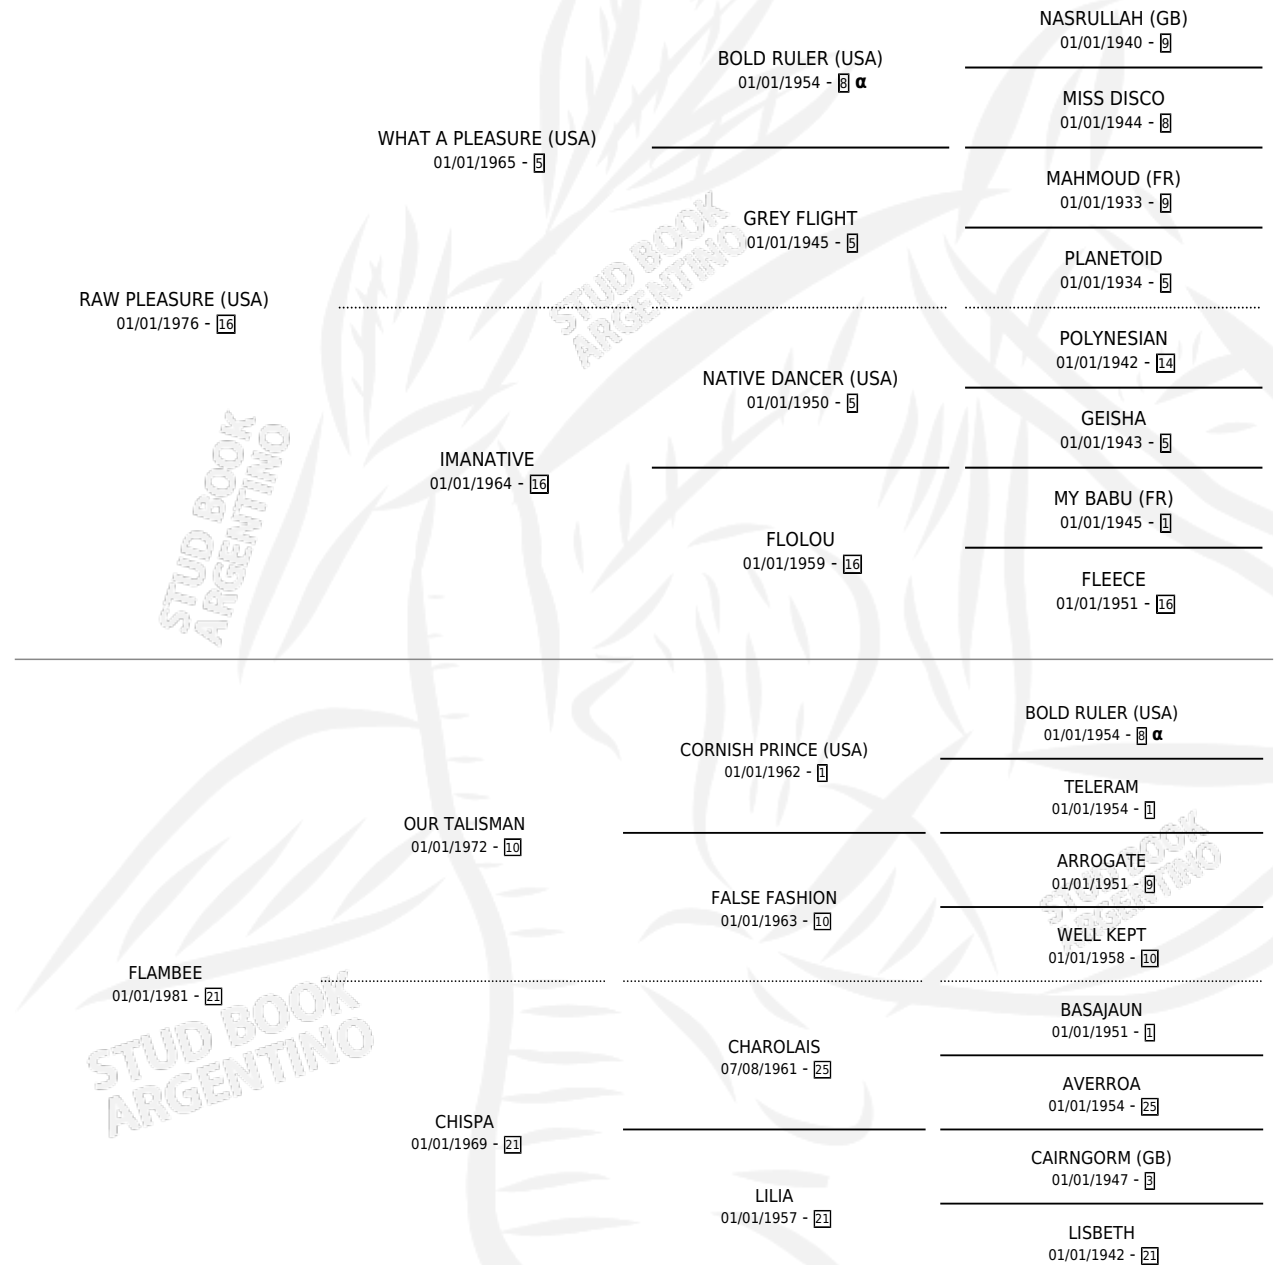 NASRULLAH (GB)
01/01/1940 - 9
BOLD RULER (USA)
01/01/1954 - 8 α
MISS DISCO
01/01/1944 - 8
WHAT A PLEASURE (USA)
01/01/1965 - 5
MAHMOUD (FR)
01/01/1933 - 9
GREY FLIGHT
01/01/1945 - 5
PLANETOID
01/01/1934 - 5
RAW PLEASURE (USA)
01/01/1976 - 16
POLYNESIAN
01/01/1942 - 14
NATIVE DANCER (USA)
01/01/1950 - 5
GEISHA
01/01/1943 - 5
IMANATIVE
01/01/1964 - 16
MY BABU (FR)
01/01/1945 - 1
FLOLOU
01/01/1959 - 16
FLEECE
01/01/1951 - 16
BOLD RULER (USA)
01/01/1954 - 8 α
CORNISH PRINCE (USA)
01/01/1962 - 1
TELERAM
01/01/1954 - 1
OUR TALISMAN
01/01/1972 - 10
ARROGATE
01/01/1951 - 9
FALSE FASHION
01/01/1963 - 10
WELL KEPT
01/01/1958 - 10
FLAMBEE
01/01/1981 - 21
BASAJAUN
01/01/1951 - 1
CHAROLAIS
07/08/1961 - 25
AVERROA
01/01/1954 - 25
CHISPA
01/01/1969 - 21
CAIRNGORM (GB)
01/01/1947 - 3
LILIA
01/01/1957 - 21
LISBETH
01/01/1942 - 21
STUD BOOK
ARGENTINO
STUD BOOK
ARGENTINO
STUD BOOK
ARGENTINO
STUD BOOK
ARGENTINO